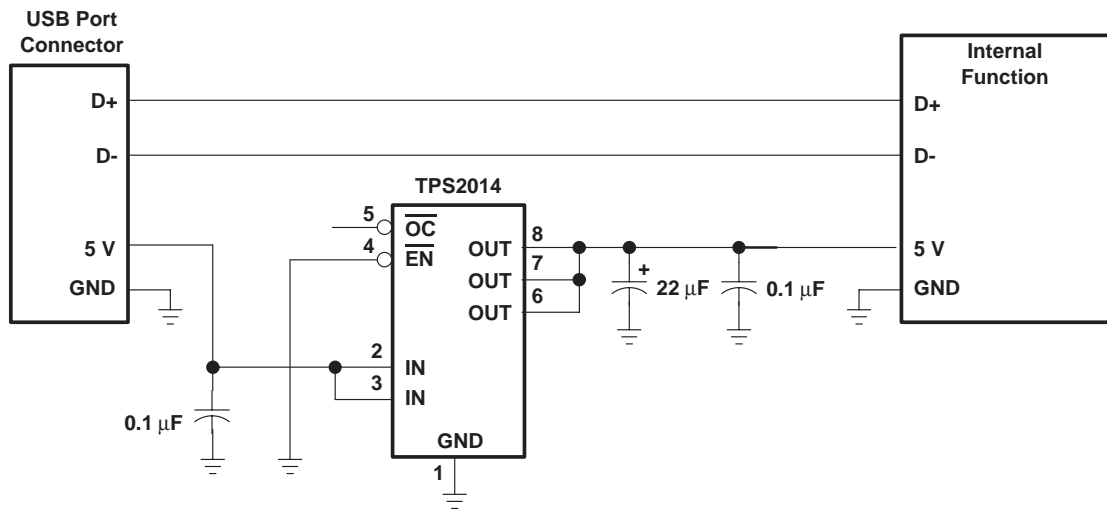 USB Port
Connector
D+
D-
5 V
GND
0.1 μF
TPS2014
5
OC
4
EN
2
IN
3
IN
GND
1
OUT
8
OUT
7
OUT
6
+
22 μF
0.1 μF
Internal
Function
D+
D-
5 V
GND